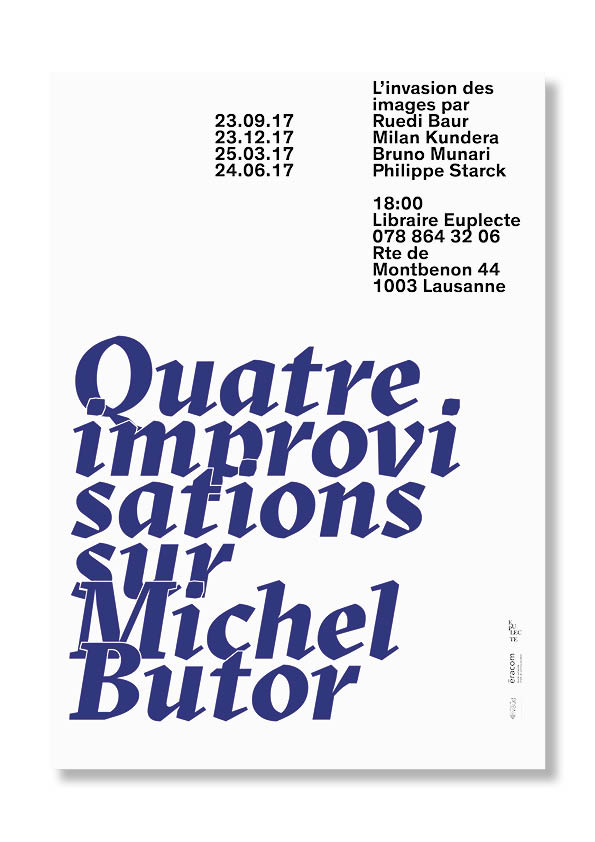 L'invasion des
images par
23.09.17 Ruedi Baur
23.12.17 Milan Kundera
25.03.17 Bruno Munari
24.06.17 Philippe Starck
18:00
Libraire Euplecte
078 864 32 06
Rte de
Montbenon 44
1003 Lausanne
Quatre
improvi
sations
sur
Michel
Butor
éracom